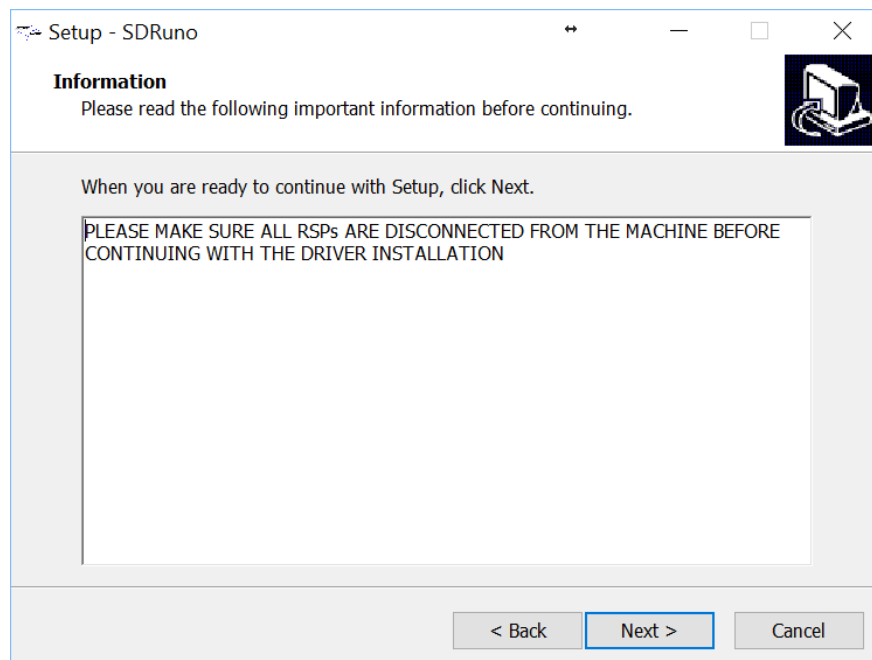 Setup - SDRuno
Information
Please read the following important information before continuing.
When you are ready to continue with Setup, click Next.
PLEASE MAKE SURE ALL RSPs ARE DISCONNECTED FROM THE MACHINE BEFORE
CONTINUING WITH THE DRIVER INSTALLATION
< Back Next > Cancel